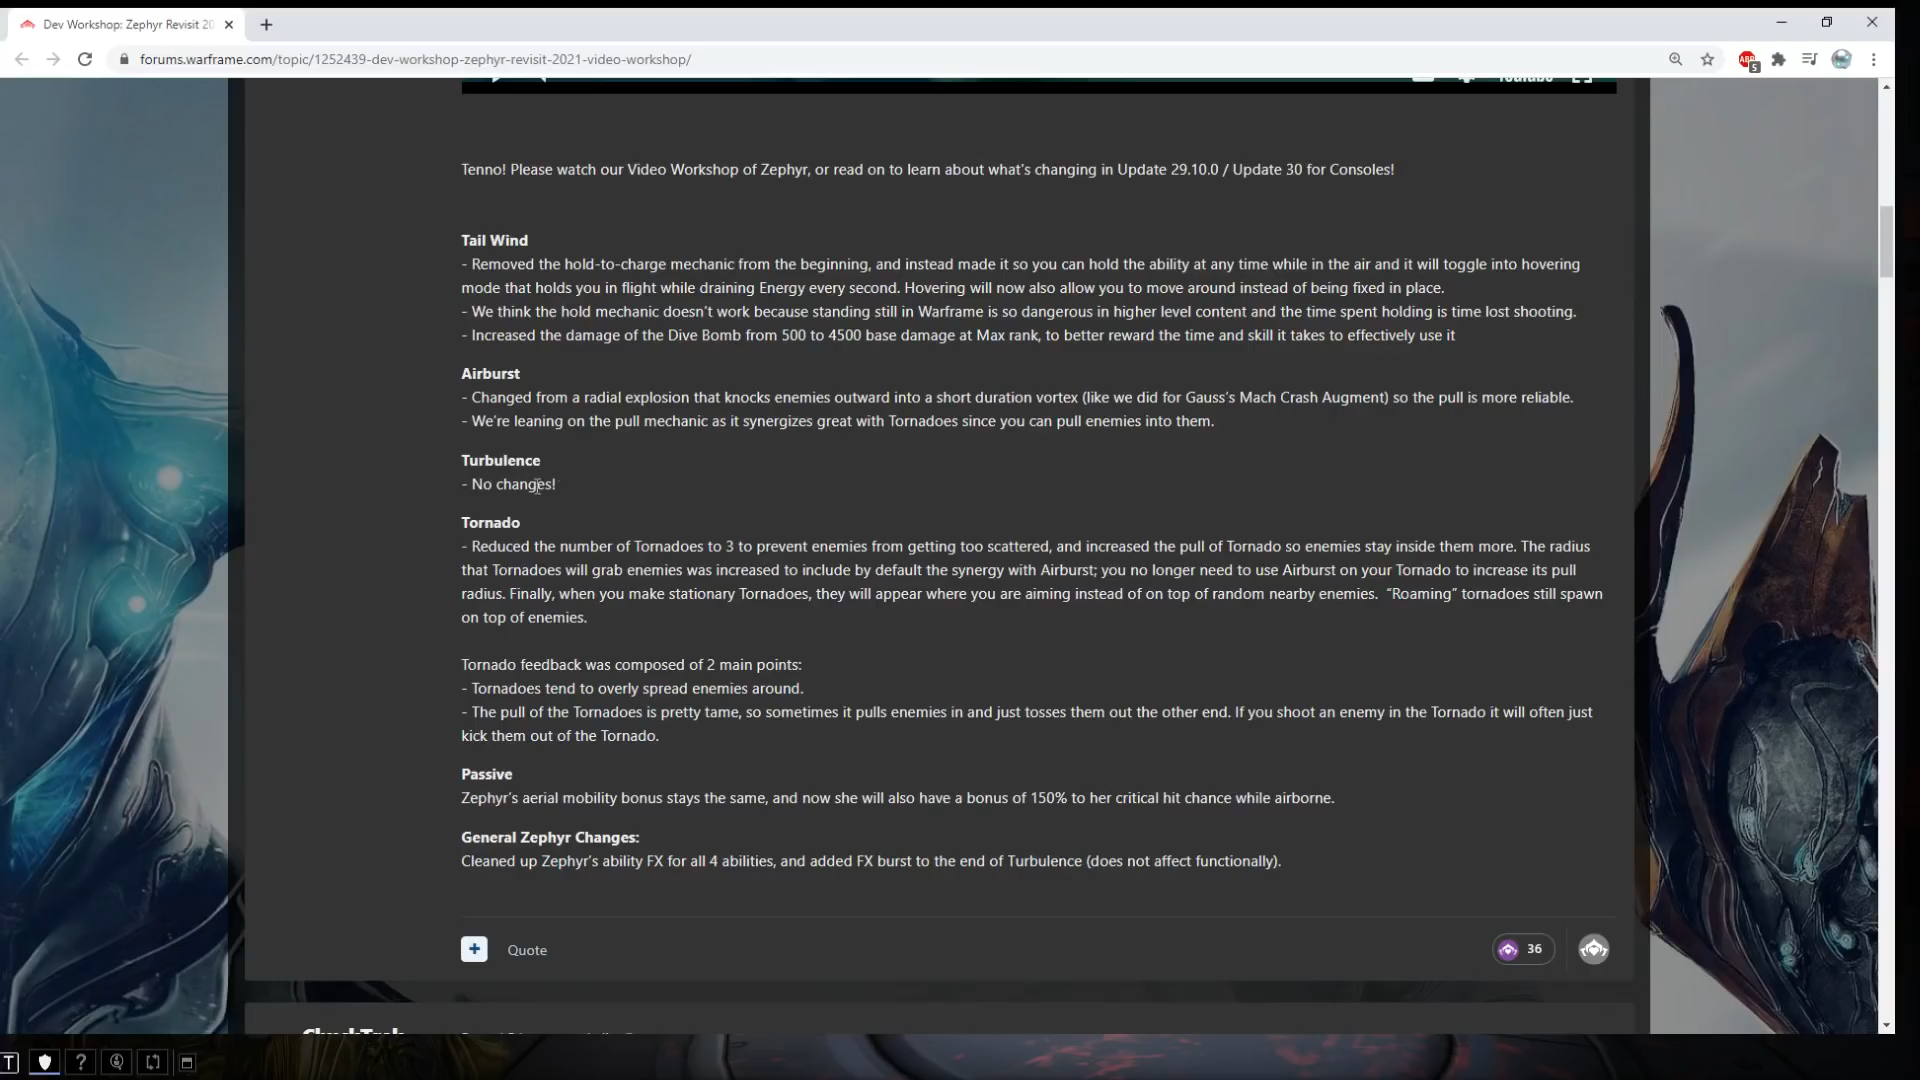 Dev Workshop: Zephyr Revisit 20
forums.warframe.com/topic/1252439-dev-workshop-zephyr-revisit-2021-video-workshop/
ABP
5
Tenno! Please watch our Video Workshop of Zephyr, or read on to learn about what's changing in Update 29.10.0 / Update 30 for Consoles!
Tail Wind
- Removed the hold-to-charge mechanic from the beginning, and instead made it so you can hold the ability at any time while in the air and it will toggle into hovering
mode that holds you in flight while draining Energy every second. Hovering will now also allow you to move around instead of being fixed in place.
- We think the hold mechanic doesn't work because standing still in Warframe is so dangerous in higher level content and the time spent holding is time lost shooting.
- Increased the damage of the Dive Bomb from 500 to 4500 base damage at Max rank, to better reward the time and skill it takes to effectively use it
Airburst
- Changed from a radial explosion that knocks enemies outward into a short duration vortex (like we did for Gauss's Mach Crash Augment) so the pull is more reliable.
- We're leaning on the pull mechanic as it synergizes great with Tornadoes since you can pull enemies into them.
Turbulence
- No changes!
Tornado
- Reduced the number of Tornadoes to 3 to prevent enemies from getting too scattered, and increased the pull of Tornado so enemies stay inside them more. The radius
that Tornadoes will grab enemies was increased to include by default the synergy with Airburst; you no longer need to use Airburst on your Tornado to increase its pull
radius. Finally, when you make stationary Tornadoes, they will appear where you are aiming instead of on top of random nearby enemies. "Roaming" tornadoes still spawn
on top of enemies.
Tornado feedback was composed of 2 main points:
- Tornadoes tend to overly spread enemies around.
- The pull of the Tornadoes is pretty tame, so sometimes it pulls enemies in and just tosses them out the other end. If you shoot an enemy in the Tornado it will often just
kick them out of the Tornado.
Passive
Zephyr's aerial mobility bonus stays the same, and now she will also have a bonus of 150% to her critical hit chance while airborne.
General Zephyr Changes:
Cleaned up Zephyr's ability FX for all 4 abilities, and added FX burst to the end of Turbulence (does not affect functionally).
+ Quote
36
T
?